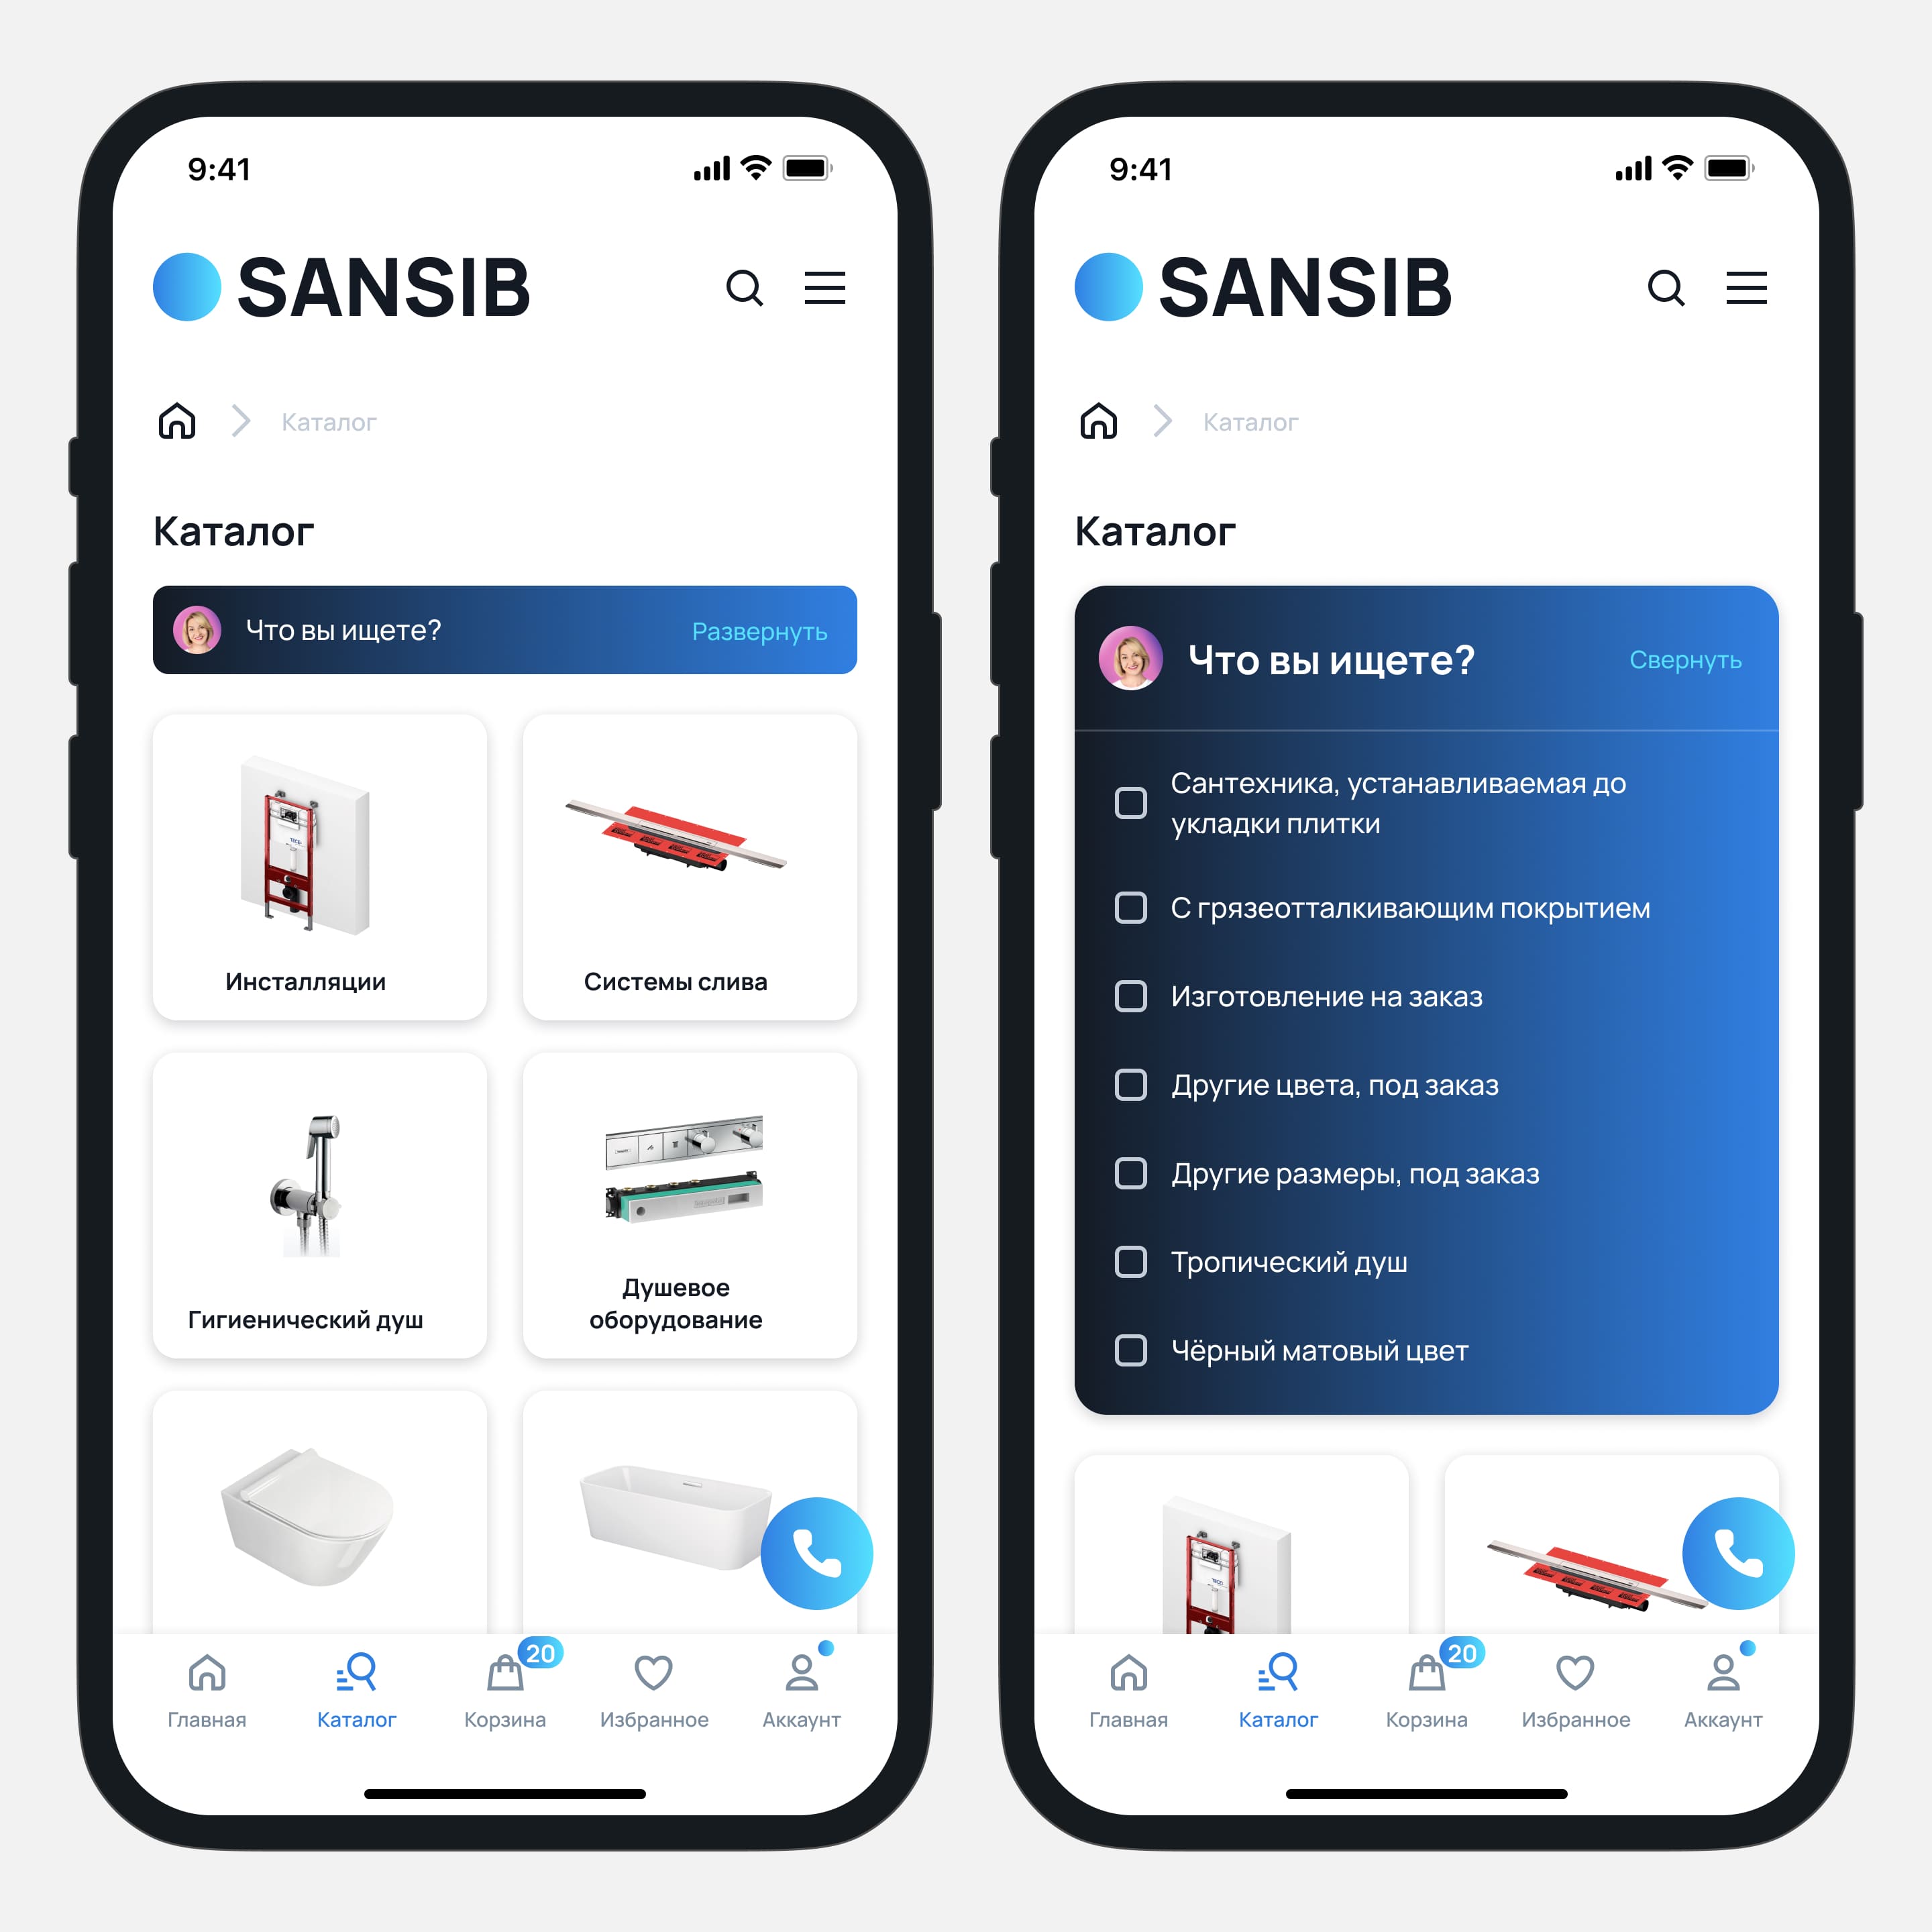 9:41
SANSIB
Каталог
Каталог
Что вы ищете?
Развернуть
Инсталляции
Системы слива
Гигиенический душ
Душевое
оборудование
20
Главная
Каталог
Корзина
Избранное
Аккаунт
9:41
SANSIB
Каталог
Каталог
Что вы ищете?
Свернуть
Сантехника, устанавливаемая до
укладки плитки
С грязеотталкивающим покрытием
Изготовление на заказ
Другие цвета, под заказ
Другие размеры, под заказ
Тропический душ
Чёрный матовый цвет
20
Главная
Каталог
Корзина
Избранное
Аккаунт